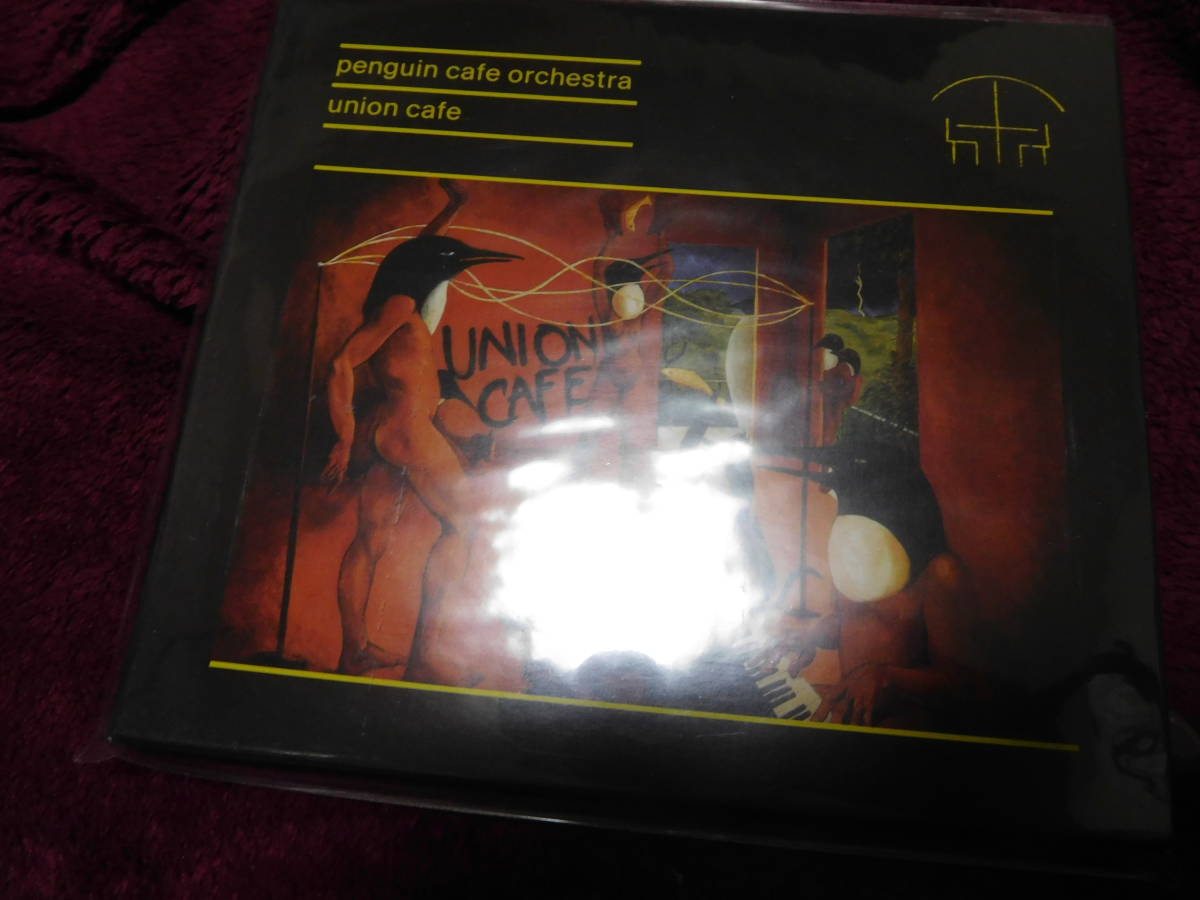 penguin cafe orchestra
union cafe
UNION
CAFE